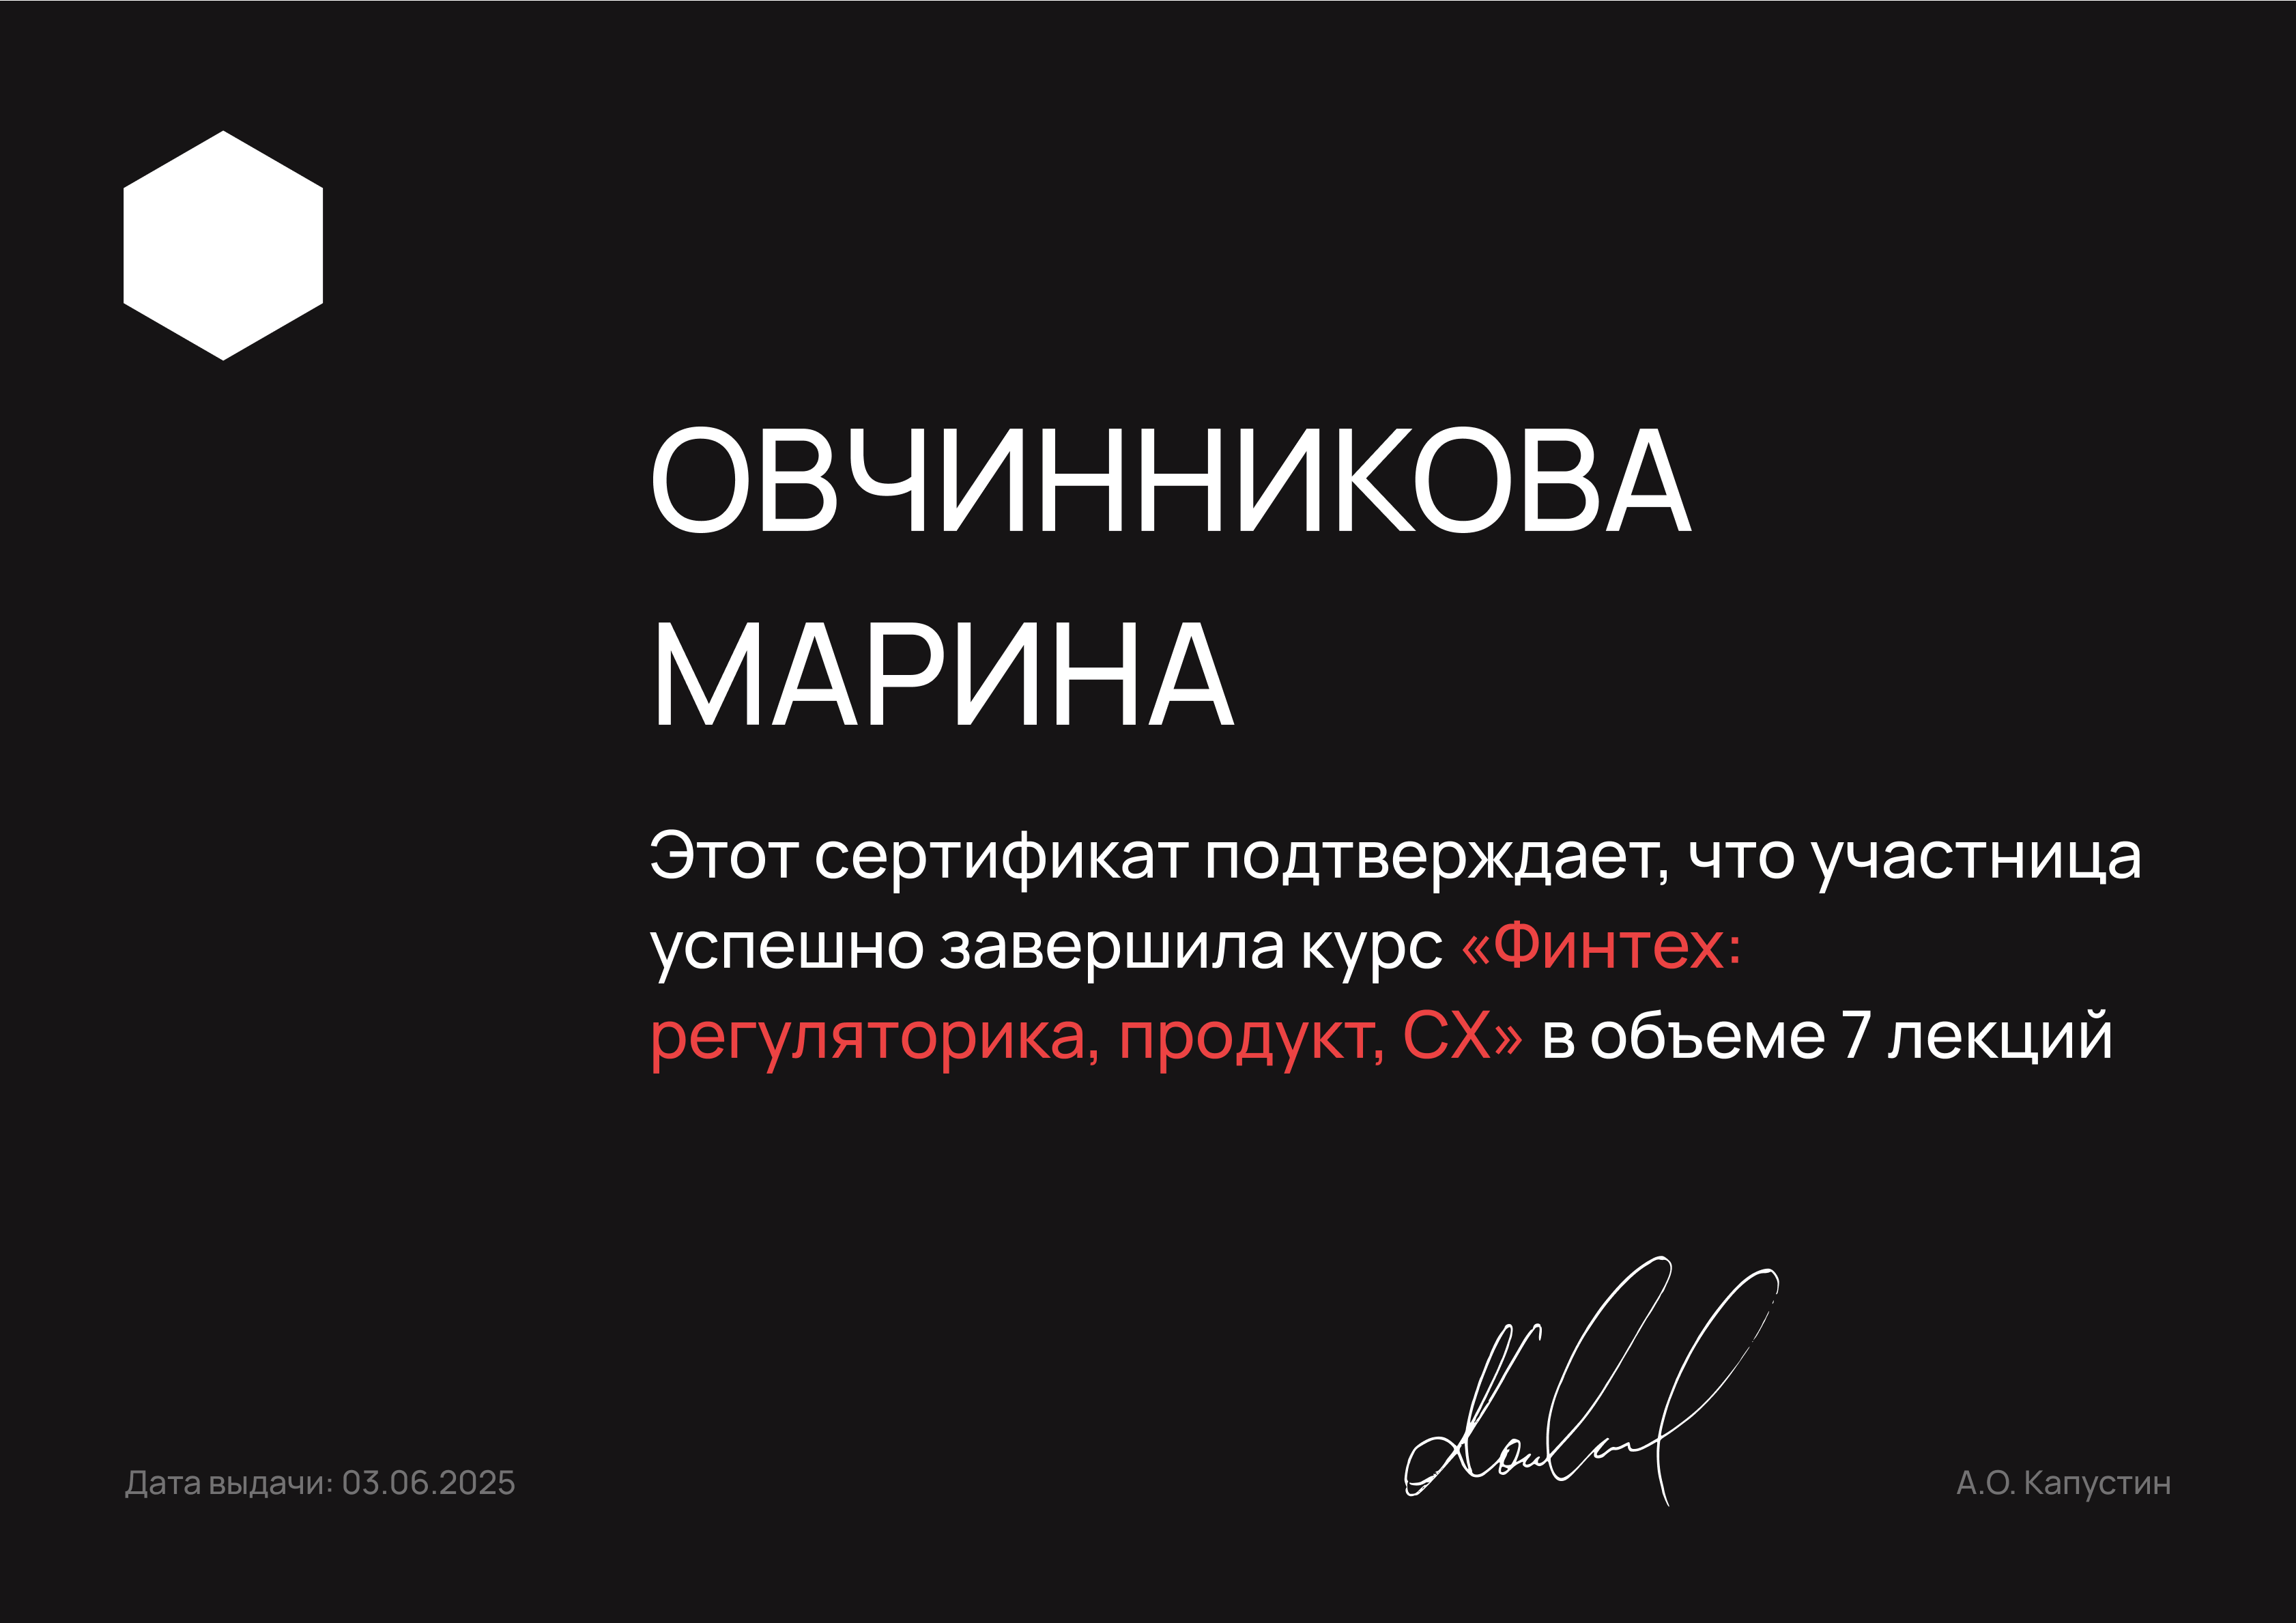 ОВЧИННИКОВА
МАРИНА
Этот сертификат подтверждает, что участница
успешно завершила курс «Финтех:
регуляторика, продукт, CX» в объеме 7 лекций
Дата выдачи: 03.06.2025
А.О. Капустин